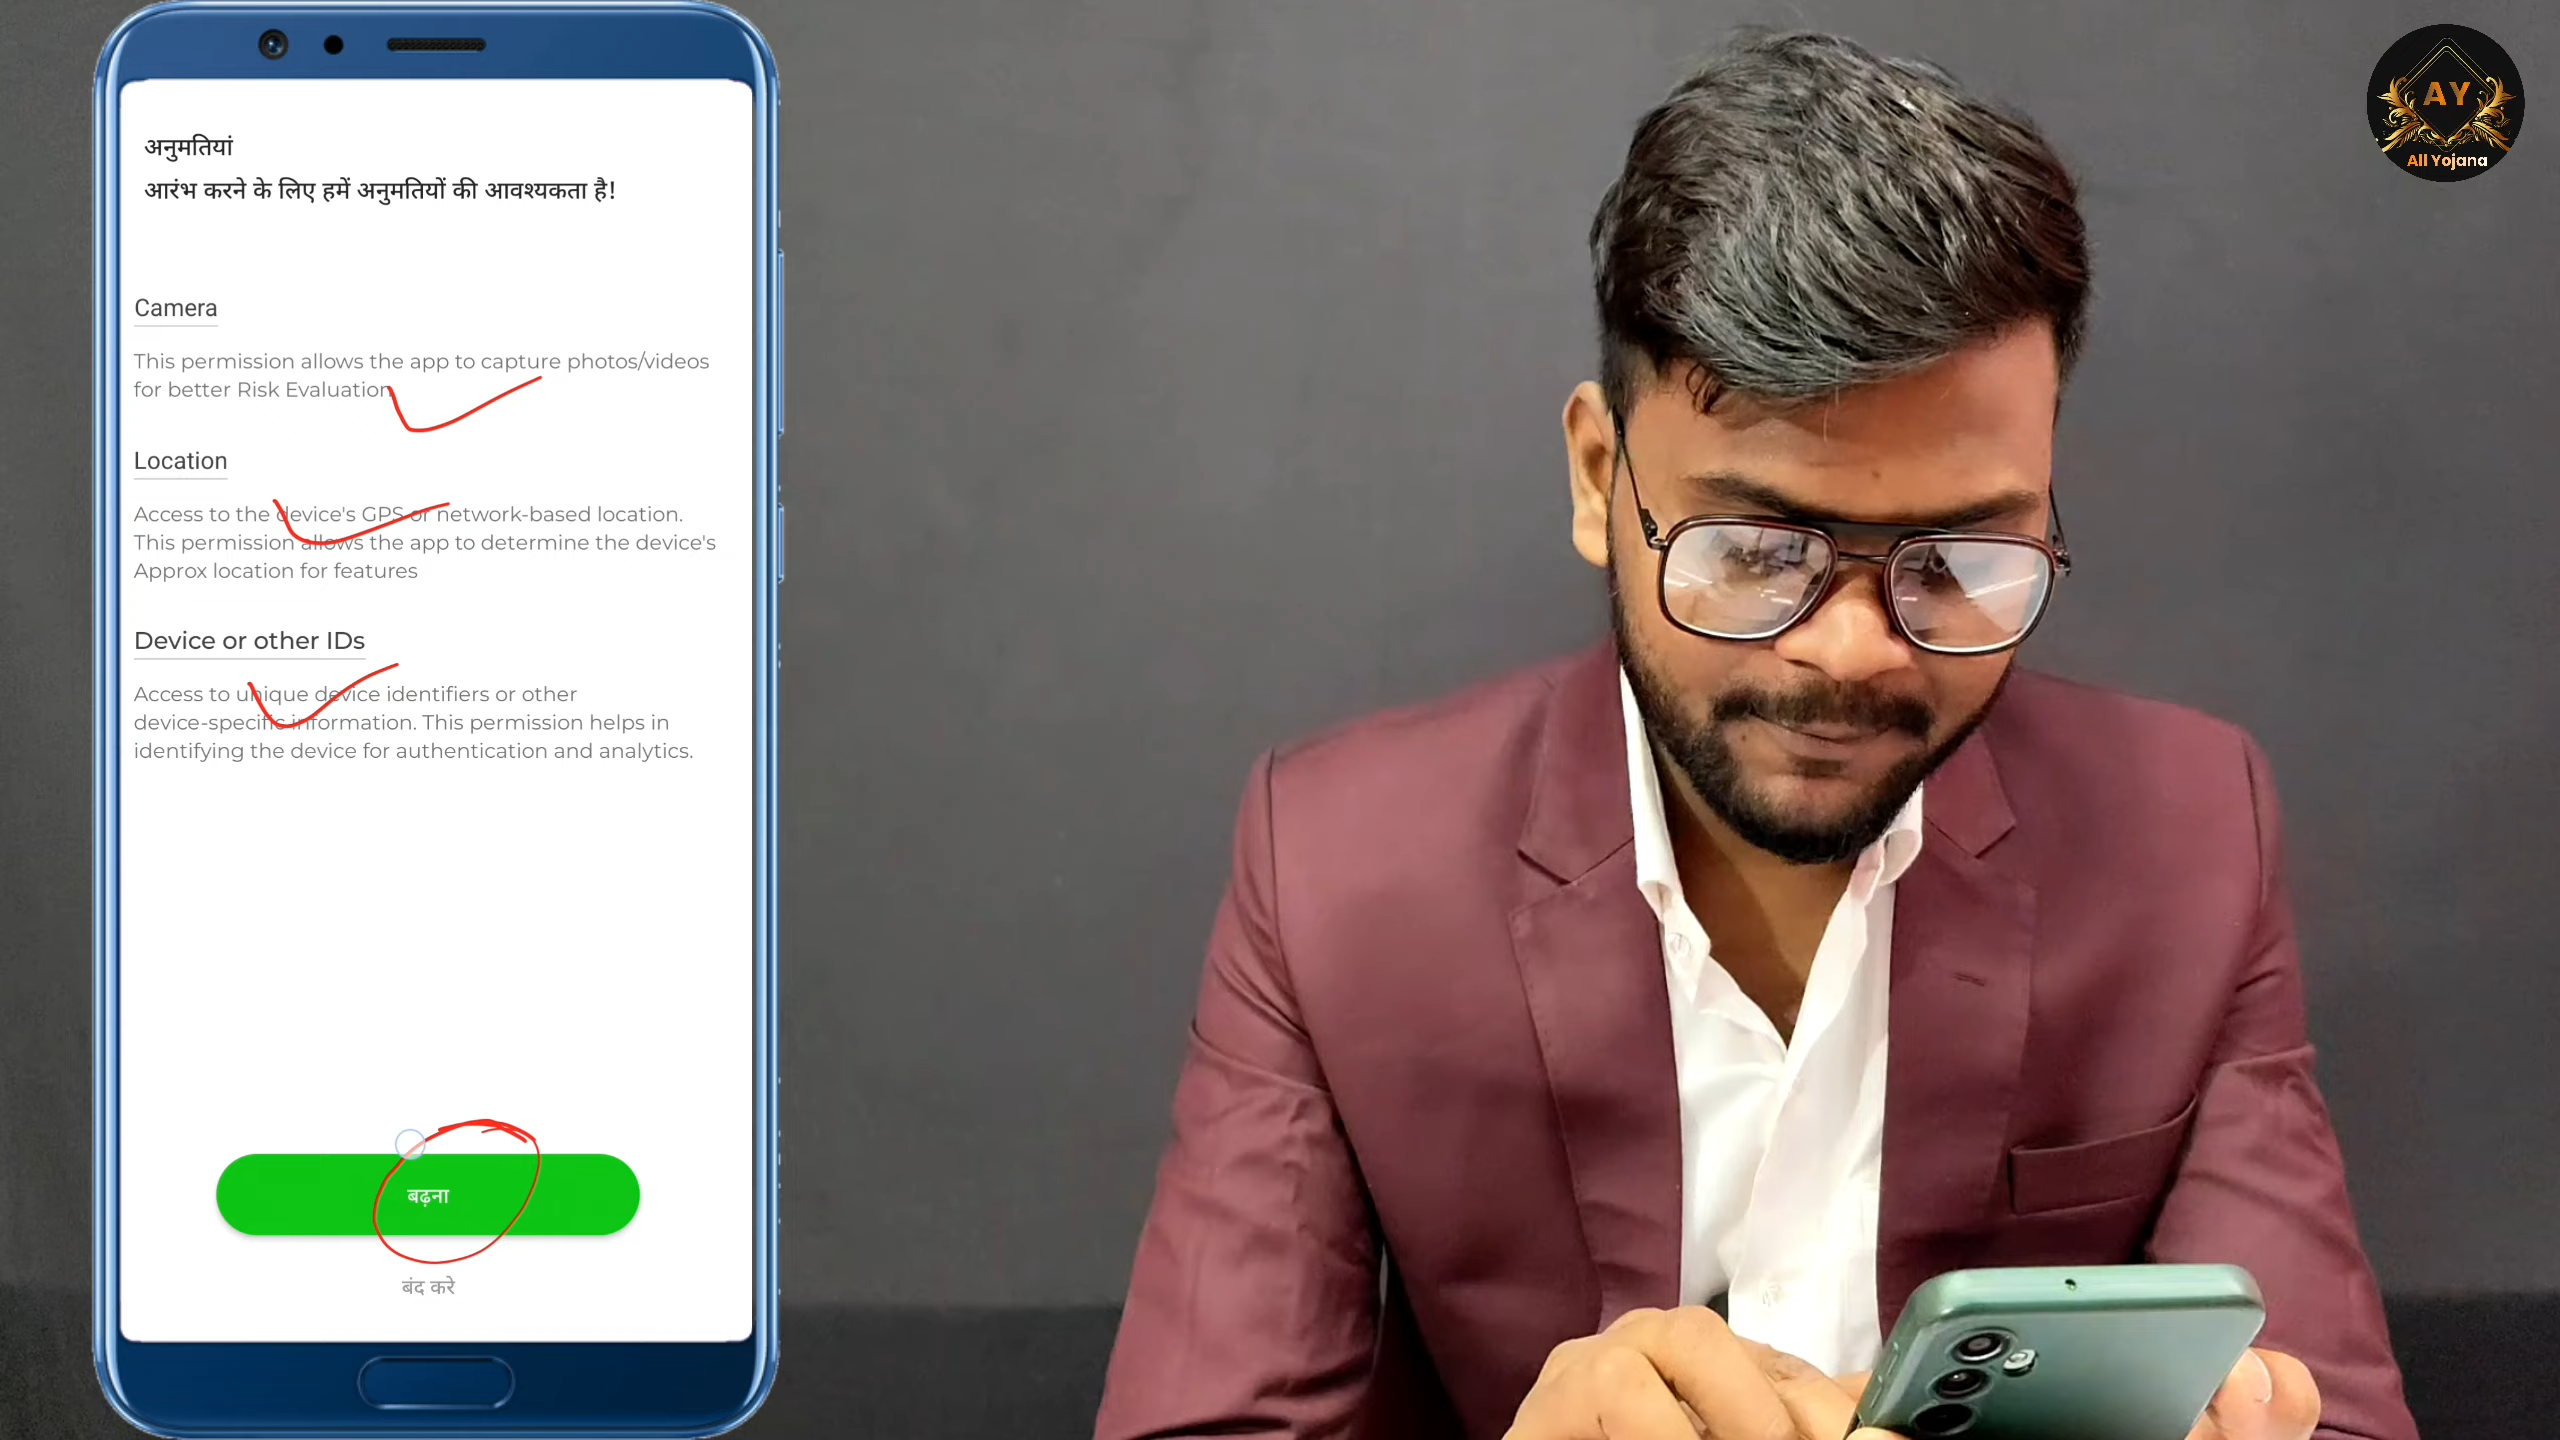 अनुमतियां
आरंभ करने के लिए हमें अनुमतियों की आवश्यकता है!
Camera
This permission allows the app to capture photos/videos
for better Risk Evaluation
Location
Access to the device's GPS or network-based location.
This permission allows the app to determine the device's
Approx location for features
Device or other IDs
Access to unique device identifiers or other
device-specific information. This permission helps in
identifying the device for authentication and analytics.
बढ़ना
बंद करे
AY
All Yojana